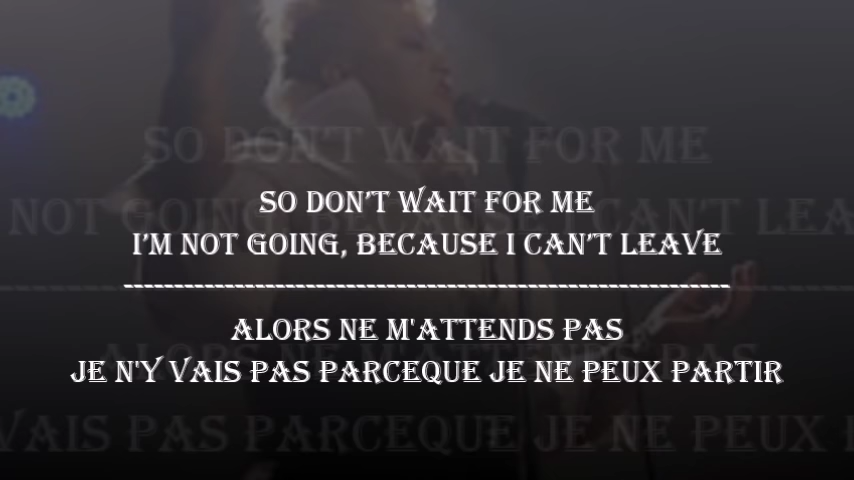 SO DON'T WAIT FOR ME
I'M NOT GOING, BECAUSE I CAN'T LEAVE
------------------------------------------------------------
ALORS NE M'ATTENDS PAS
JE N'Y VAIS PAS PARCEQUE JE NE PEUX PARTIR